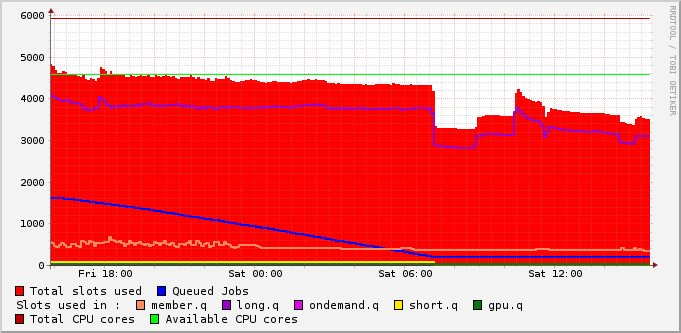 RRDTOOL / TOBI OETIKER
6000
5000
4000
3000
2000
1000
0
Fri 18:00 Sat 00:00 Sat 06:00 Sat 12:00
Total slots used Queued Jobs
Slots used in : member.q long.q ondemand.q short.q gpu.q
Total CPU cores Available CPU cores